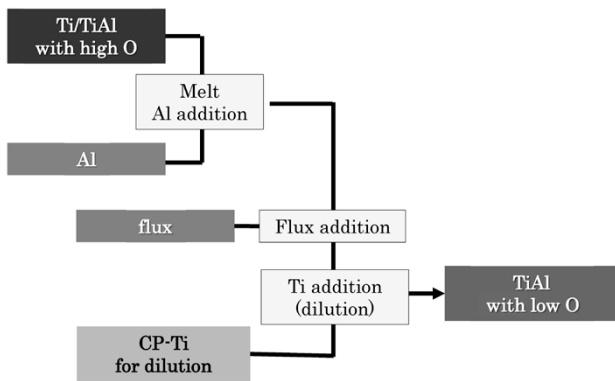 Ti/TiAl
with high O
Melt
Al addition
Al
flux
Flux addition
Ti addition
(dilution)
TiAl
with low O
CP-Ti
for dilution